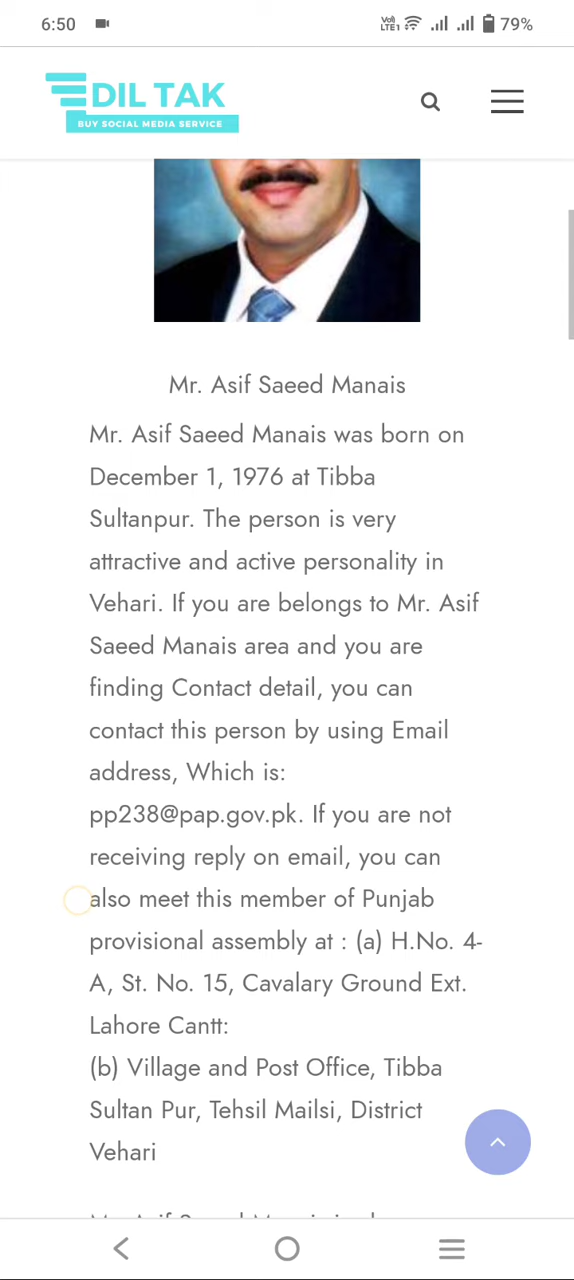 6:50
Vo) LTE1 79%
DIL TAK
BUY SOCIAL MEDIA SERVICE
Mr. Asif Saeed Manais
Mr. Asif Saeed Manais was born on
December 1, 1976 at Tibba
Sultanpur. The person is very
attractive and active personality in
Vehari. If you are belongs to Mr. Asif
Saeed Manais area and you are
finding Contact detail, you can
contact this person by using Email
address, Which is:
pp238@pap.gov.pk. If you are not
receiving reply on email, you can
also meet this member of Punjab
provisional assembly at : (a) H.No. 4-
A, St. No. 15, Cavalary Ground Ext.
Lahore Cantt:
(b) Village and Post Office, Tibba
Sultan Pur, Tehsil Mailsi, District
Vehari